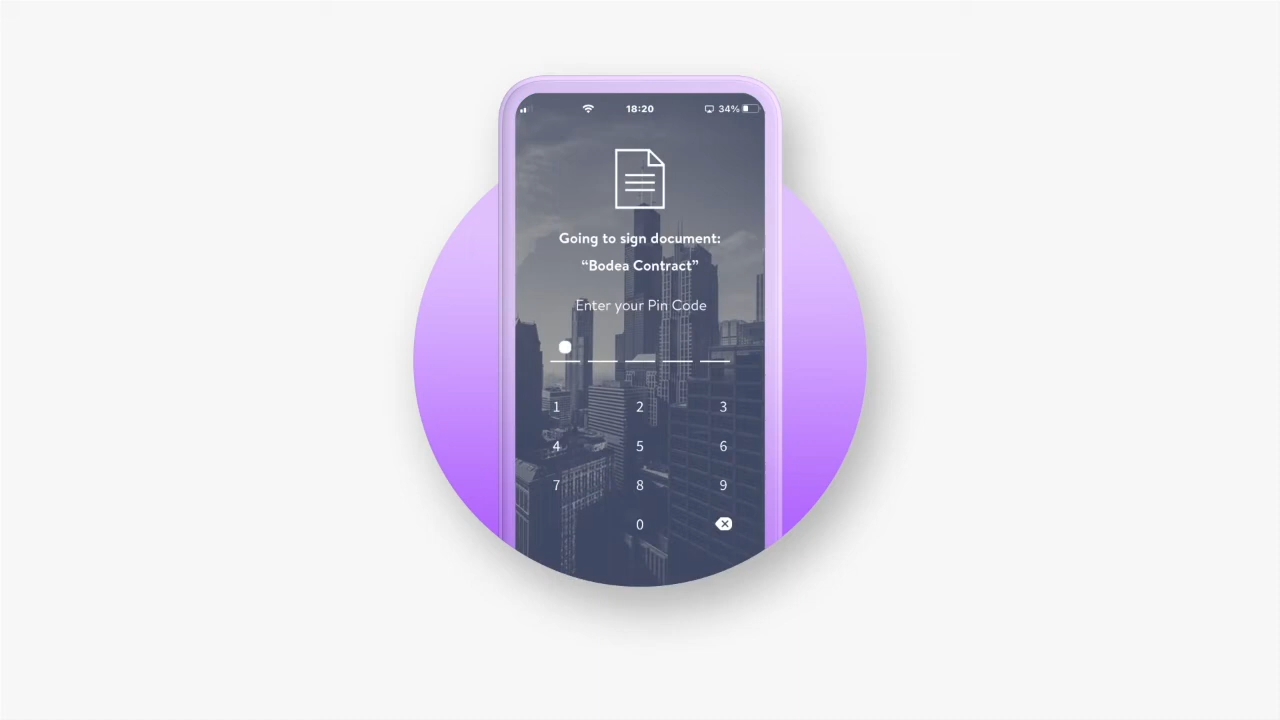 18:20 34%
Going to sign document:
“Bodea Contract”
Enter your Pin Code
1 2 3
4 5 6
7 8 9
0